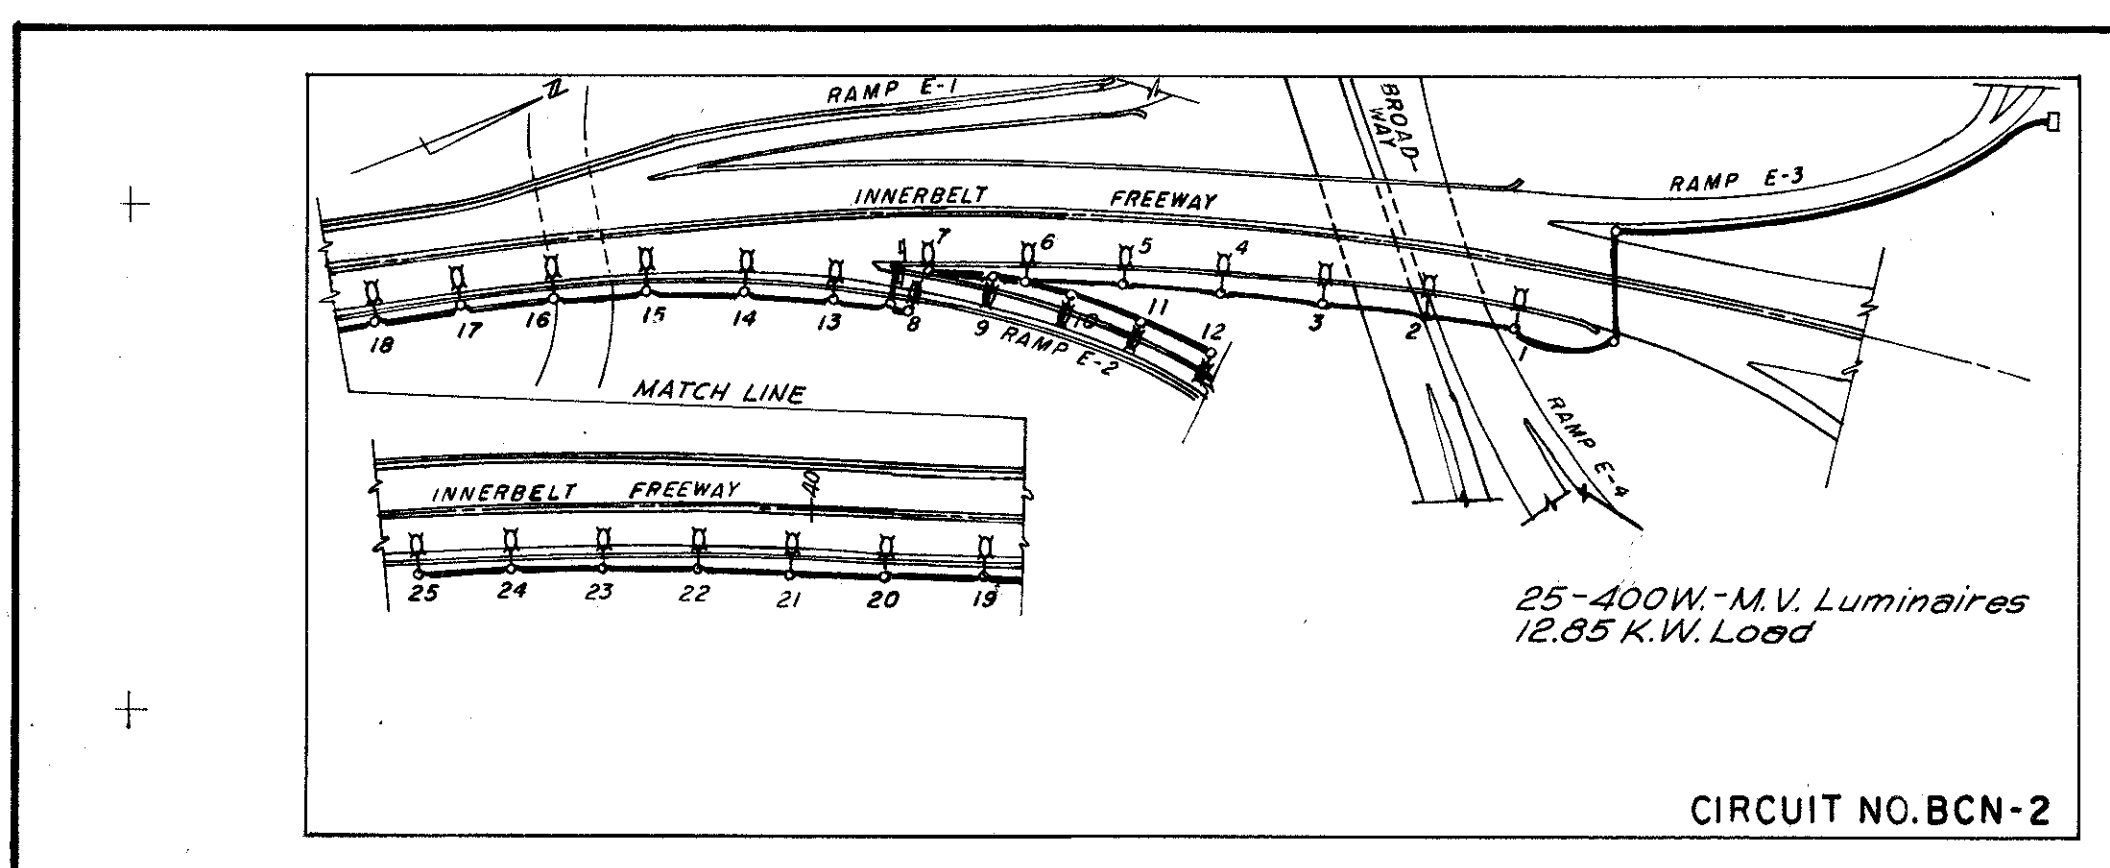 RAMP E-1
BROAD-
WAY
RAMP E-3
INNERBELT FREEWAY
7 6 5 4
18 17 16 15 14 13 8 9 10 11 12 3 2 1
RAMP E-2
MATCH LINE
RAMP E-4
40
INNERBELT FREEWAY
25 24 23 22 21 20 19
25-400W.-M.V. Luminaires
12.85 K.W. Load
CIRCUIT NO. BCN-2